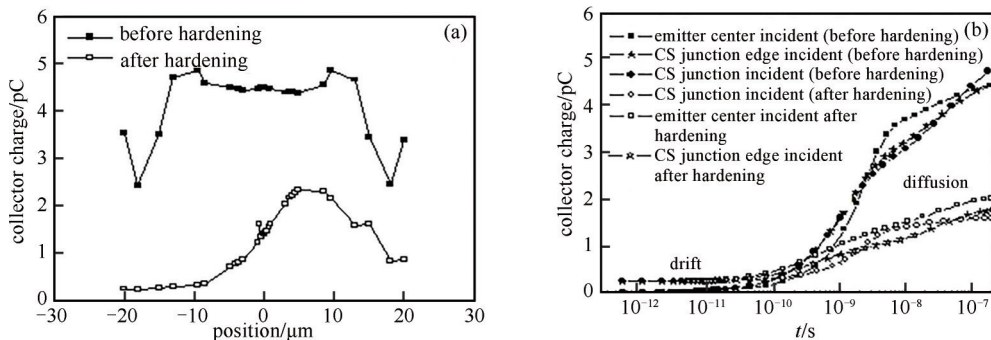 (a)
before hardening
after hardening
collector charge/pC
6
5
4
3
2
1
0
−30
−20
−10
0
10
20
30
position/μm
(b)
emitter center incident (before hardening)
CS junction edge incident (before hardening)
CS junction incident (before hardening)
CS junction incident (after hardening)
emitter center incident after
hardening
CS junction edge incident
after hardening
diffusion
drift
collector charge/pC
6
5
4
3
2
1
0
10⁻¹²
10⁻¹¹
10⁻¹⁰
10⁻⁹
10⁻⁸
10⁻⁷
t/s